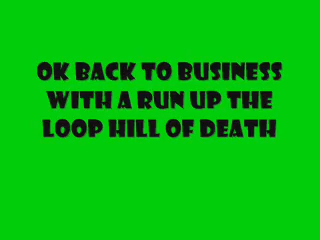 OK BACK TO BUSINESS
WITH A RUN UP THE
LOOP HILL OF DEATH